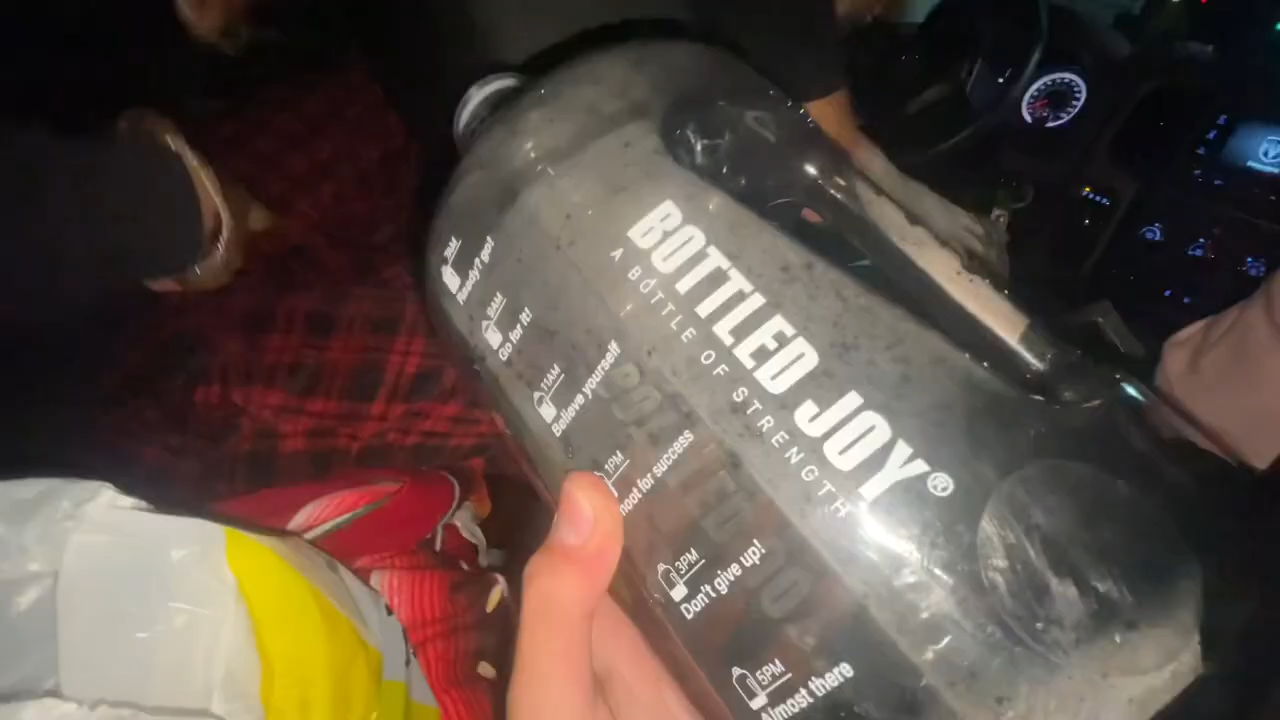 BOTTLED JOY®
A BOTTLE OF STRENGTH
7AM
Ready? go!
9AM
Go for it!
11AM
Believe yourself
1PM
hoot for success
3PM
Don't give up!
5PM
Almost there